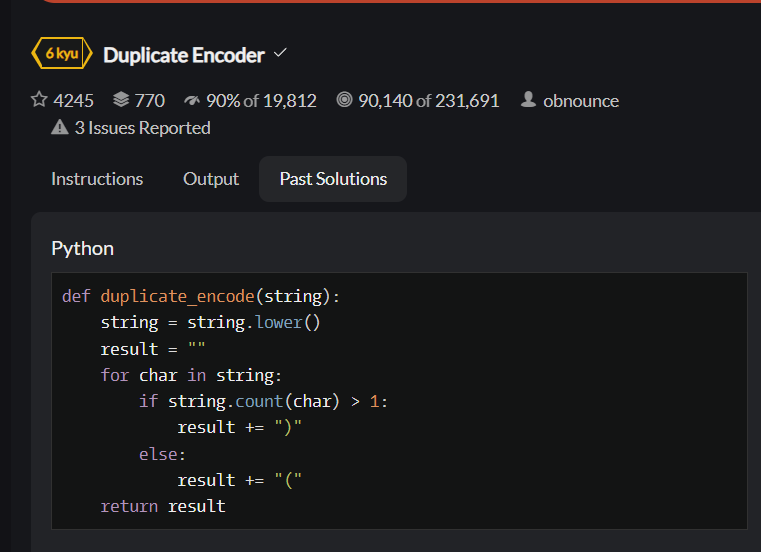 6 kyu Duplicate Encoder
4245 770 90% of 19,812 90,140 of 231,691 obnounce
3 Issues Reported
Instructions Output Past Solutions
Python
def duplicate_encode(string):
    string = string.lower()
    result = ""
    for char in string:
        if string.count(char) > 1:
            result += ")"
        else:
            result += "("
    return result